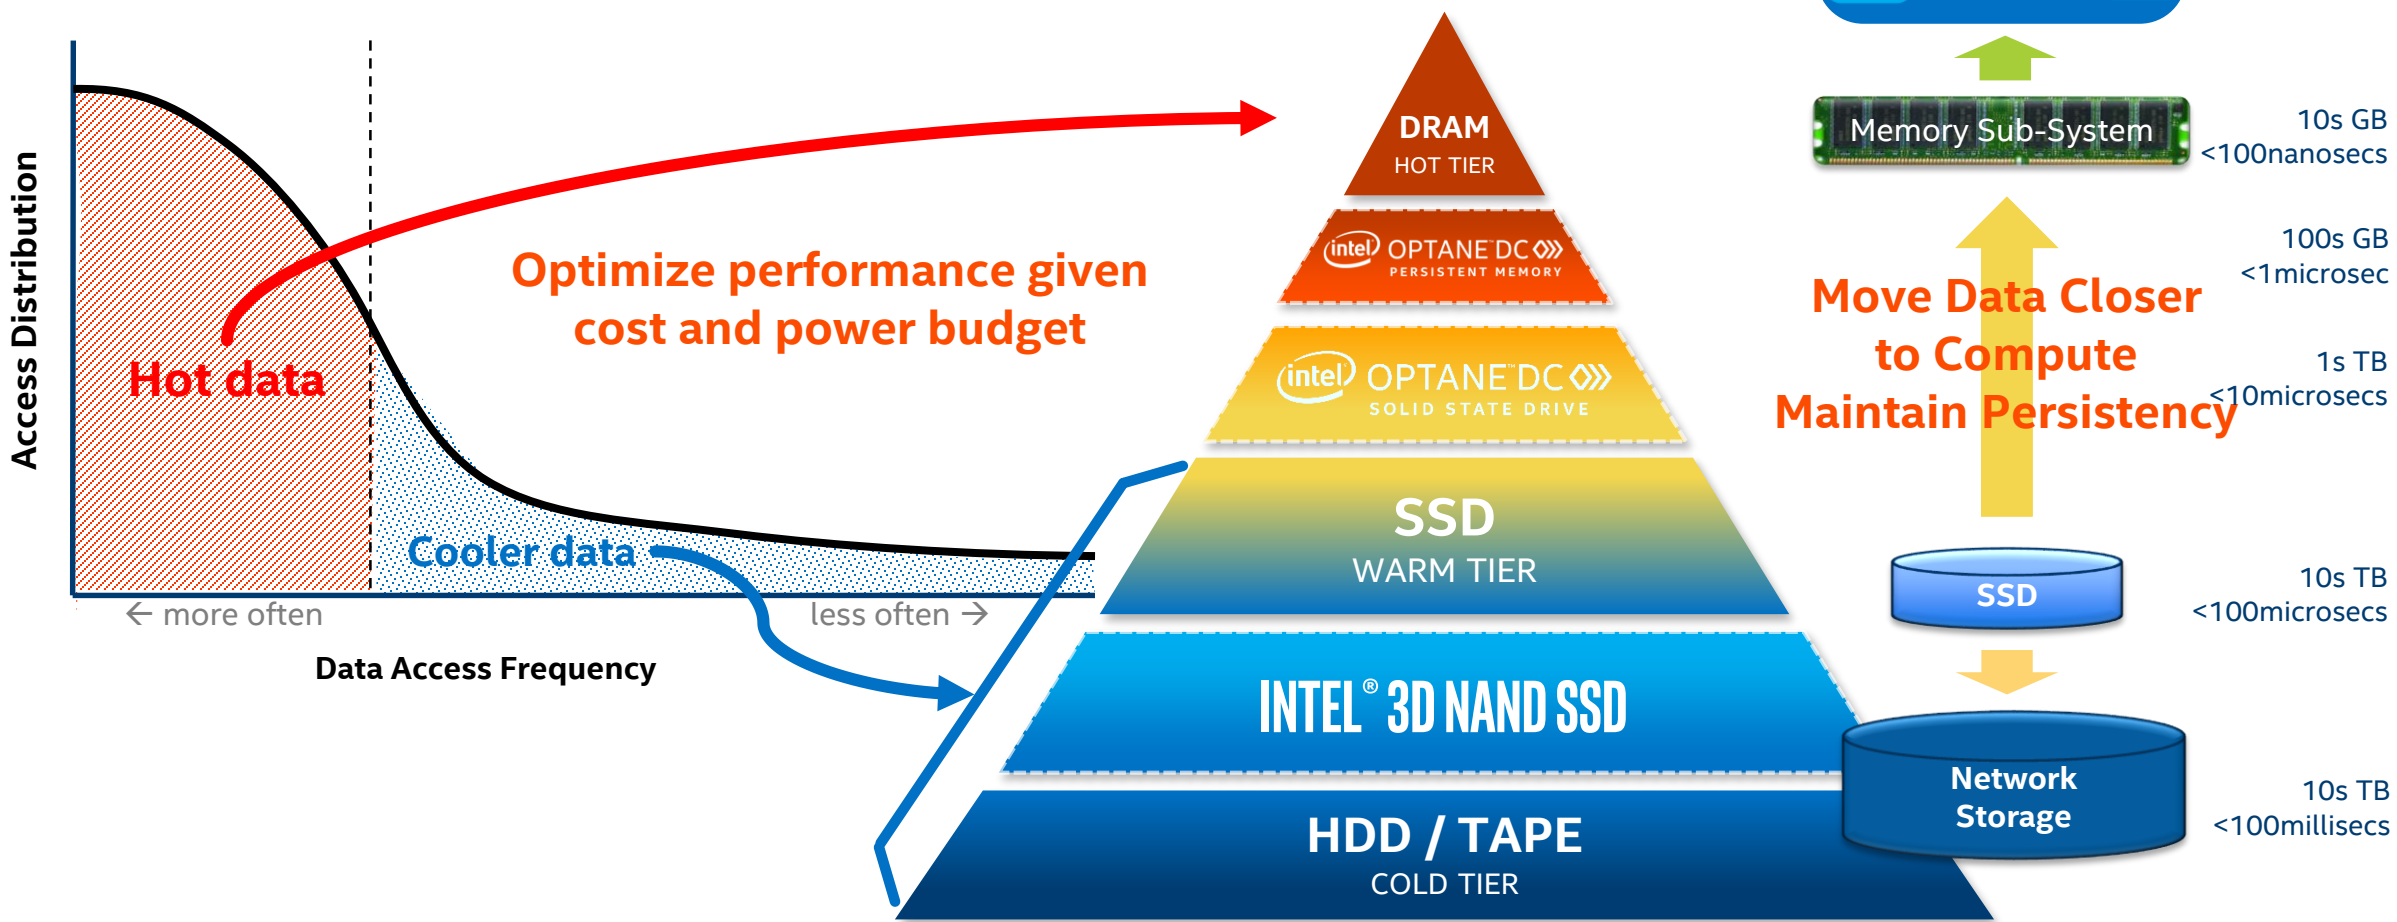 Access Distribution
Hot data
Cooler data
← more often
less often →
Data Access Frequency
Optimize performance given
cost and power budget
DRAM
HOT TIER
intel OPTANE™ DC
PERSISTENT MEMORY
intel OPTANE™ DC
SOLID STATE DRIVE
SSD
WARM TIER
INTEL® 3D NAND SSD
HDD / TAPE
COLD TIER
Memory Sub-System
Move Data Closer
to Compute
Maintain Persistency
SSD
Network
Storage
10s GB
<100nanosecs
100s GB
<1microsec
1s TB
<10microsecs
10s TB
<100microsecs
10s TB
<100millisecs